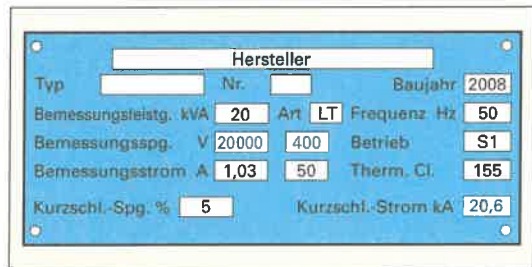 Hersteller
Typ Nr. Baujahr 2008
Bemessungsleistg. kVA 20 Art LT Frequenz Hz 50
Bemessungsspg. V 20000 400 Betrieb S1
Bemessungsstrom A 1,03 50 Therm. Cl. 155
Kurzschl.-Spg. % 5 Kurzschl.-Strom kA 20,6